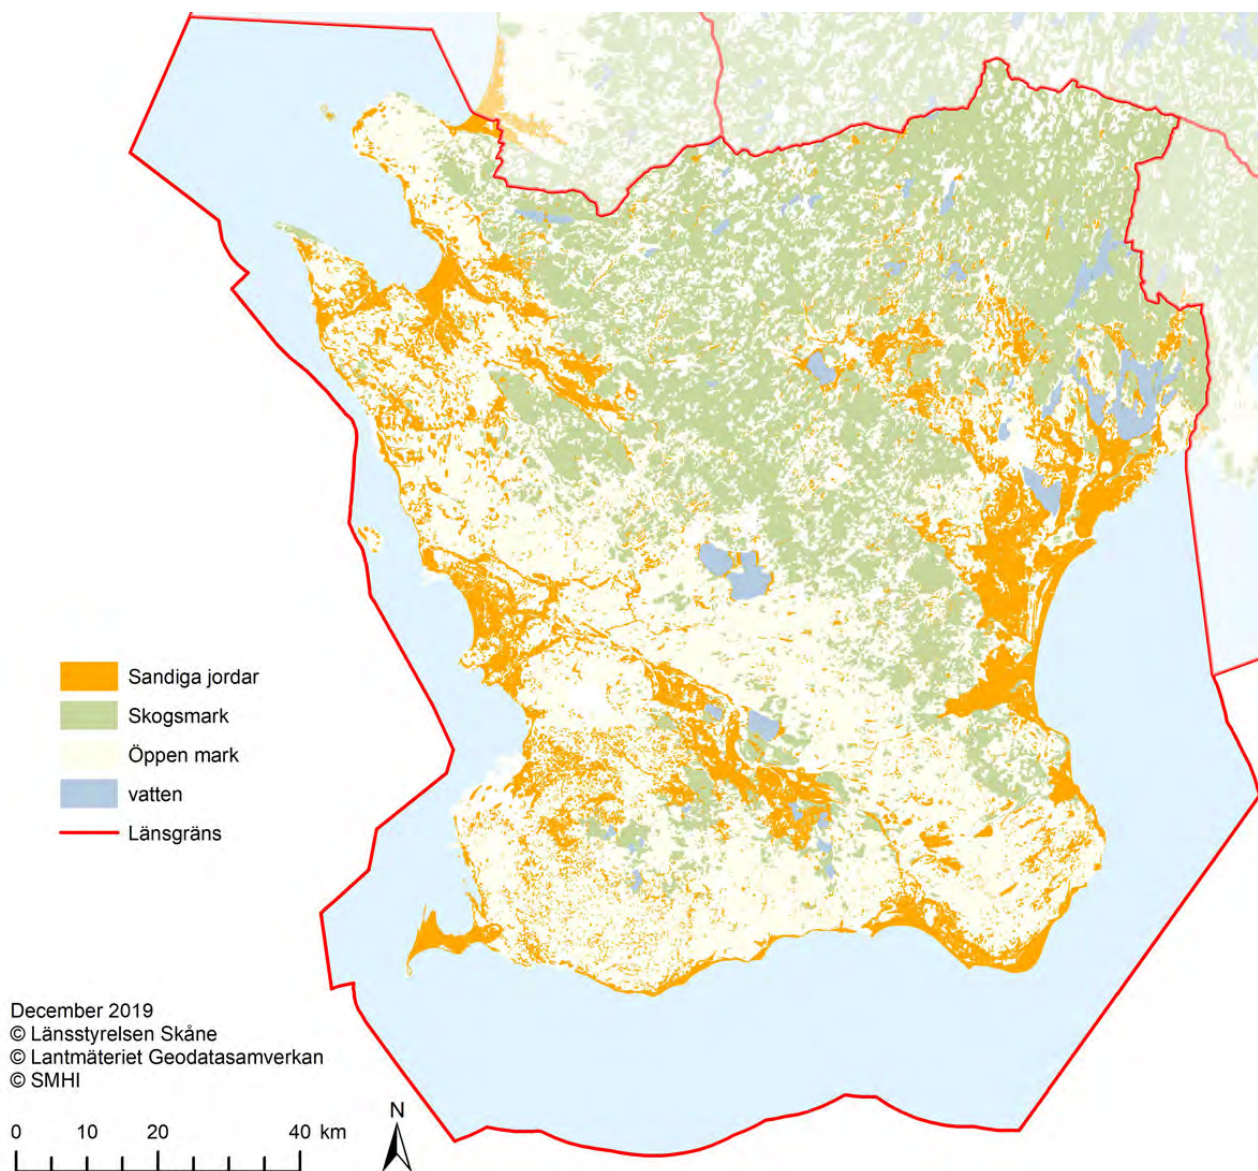 Sandiga jordar
Skogsmark
Öppen mark
vatten
Länsgräns
December 2019
© Länsstyrelsen Skåne
© Lantmäteriet Geodatasamverkan
© SMHI
0 10 20 40 km
N